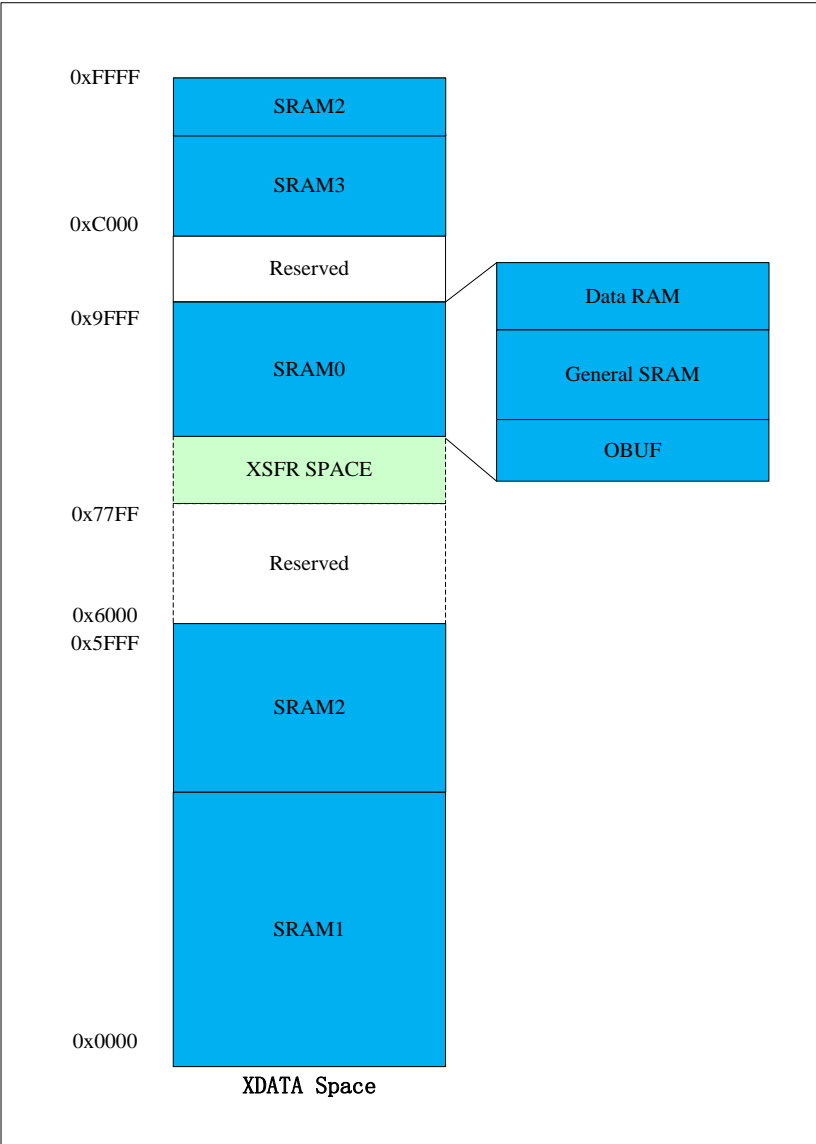 0xFFFF
SRAM2
SRAM3
0xC000
Reserved
Data RAM
0x9FFF
SRAM0
General SRAM
OBUF
XSFR SPACE
0x77FF
Reserved
0x6000
0x5FFF
SRAM2
SRAM1
0x0000
XDATA Space